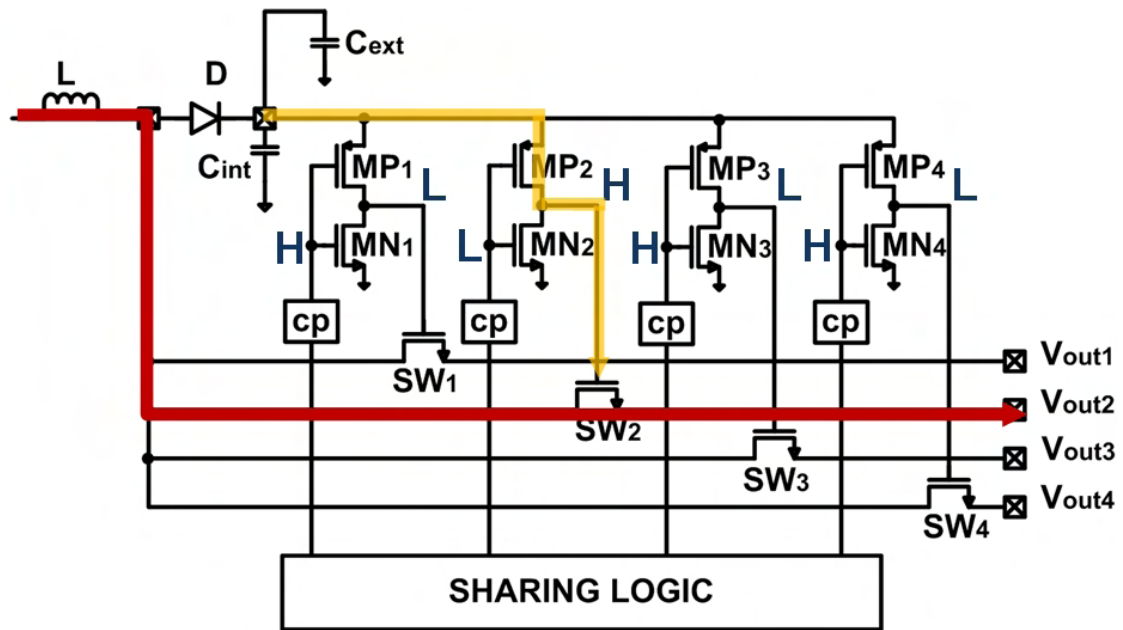 Cext
L
D
Cint
MP1
MP2
MP3
MP4
L
H
L
L
H
MN1
L
MN2
H
MN3
H
MN4
cp
cp
cp
cp
SW1
Vout1
SW2
Vout2
SW3
Vout3
SW4
Vout4
SHARING LOGIC